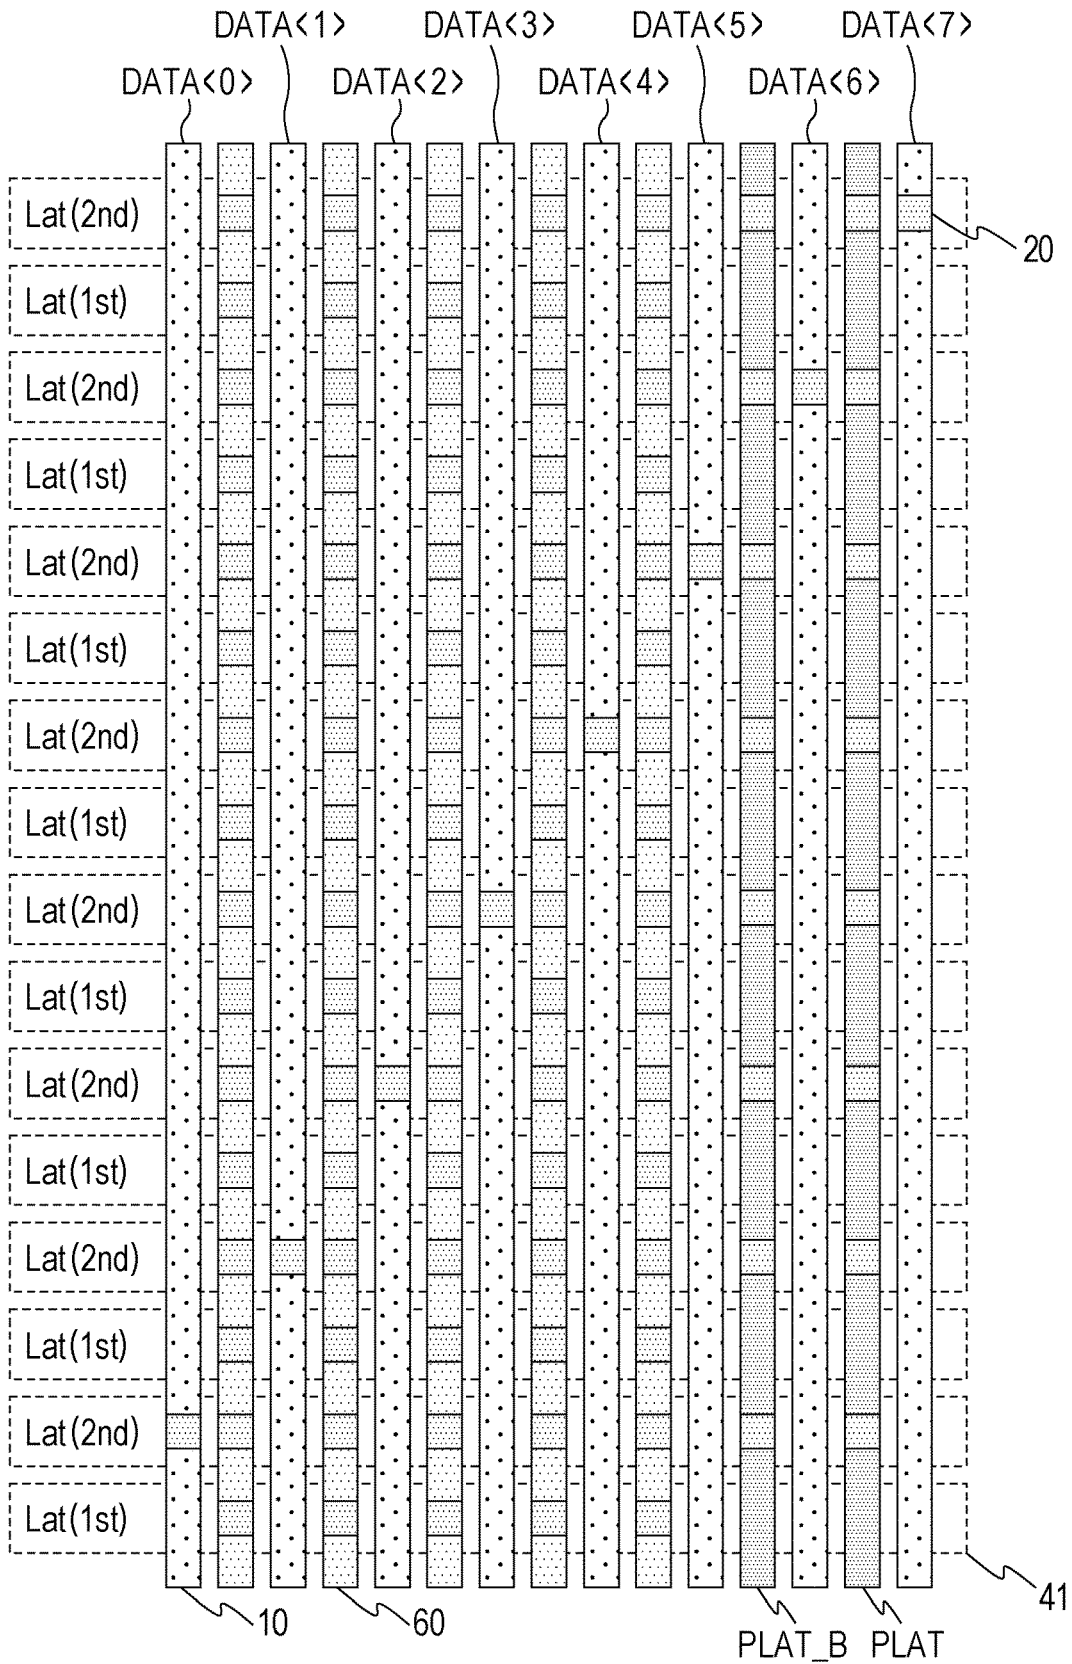 DATA<1> DATA<3> DATA<5> DATA<7>
DATA<0> DATA<2> DATA<4> DATA<6>
Lat(2nd)
20
Lat(1st)
Lat(2nd)
Lat(1st)
Lat(2nd)
Lat(1st)
Lat(2nd)
Lat(1st)
Lat(2nd)
Lat(1st)
Lat(2nd)
Lat(1st)
Lat(2nd)
Lat(1st)
Lat(2nd)
Lat(1st)
41
10 60
PLAT_B PLAT